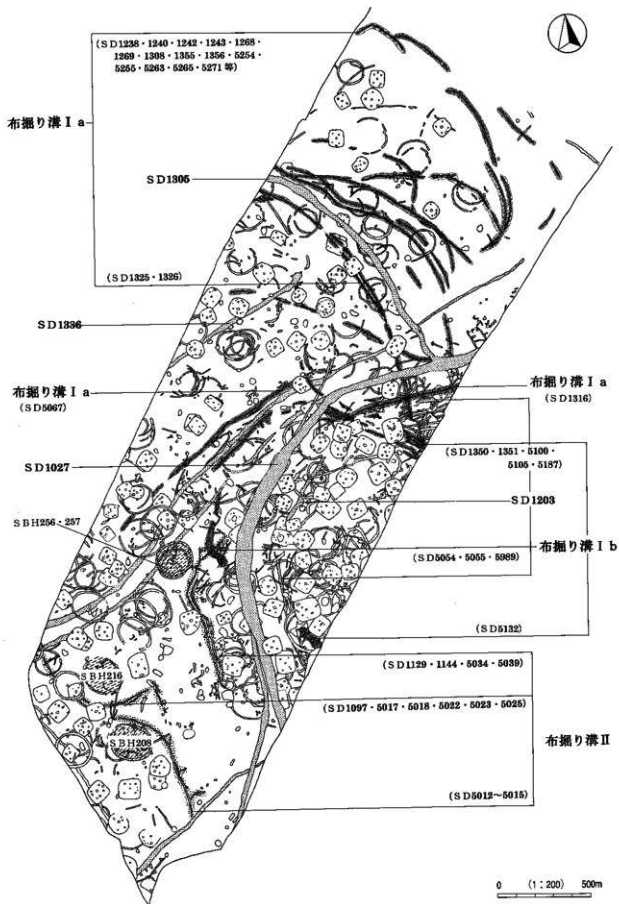 (SD1238・1240・1242・1243・1268・
1269・1308・1355・1356・5254・
5255・5263・5265・5271等)
布掘り溝Ⅰa
SD1305
(SD1325・1326)
SD1336
布掘り溝Ⅰa
(SD5067)
布掘り溝Ⅰa
(SD1316)
SD1027
(SD1350・1351・5100・
5105・5187)
SD1203
SBH256・257
布掘り溝Ⅰb
(SD5054・5055・5989)
(SD5132)
(SD1129・1144・5034・5039)
SBH216
(SD1097・5017・5018・5022・5023・5025)
SBH208
布掘り溝Ⅱ
(SD5012～5015)
0 (1:200) 500m